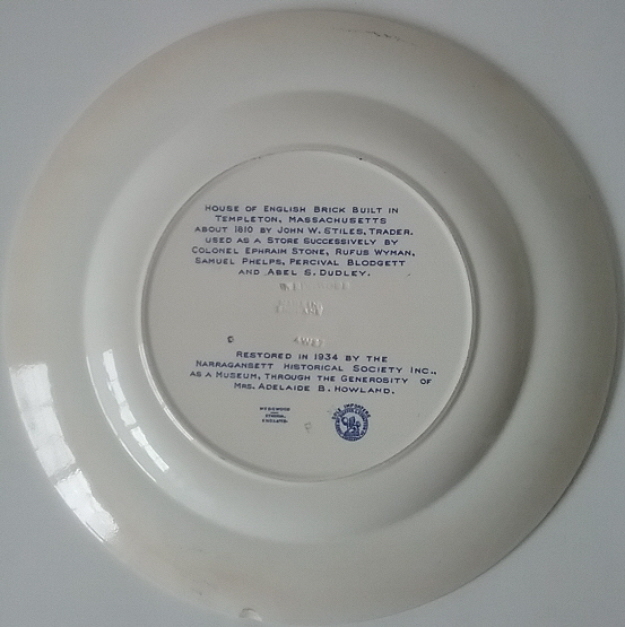 HOUSE OF ENGLISH BRICK BUILT IN
TEMPLETON, MASSACHUSETTS
ABOUT 1810 BY JOHN W. STILES, TRADER.
USED AS A STORE SUCCESSIVELY BY
COLONEL EPHRAIM STONE, RUFUS WYMAN,
SAMUEL PHELPS, PERCIVAL BLODGETT
AND ABEL S. DUDLEY.
RESTORED IN 1934 BY THE
NARRAGANSETT HISTORICAL SOCIETY INC.,
AS A MUSEUM, THROUGH THE GENEROSITY OF
MRS. ADELAIDE B. HOWLAND.
WEDGWOOD
ENGLAND.